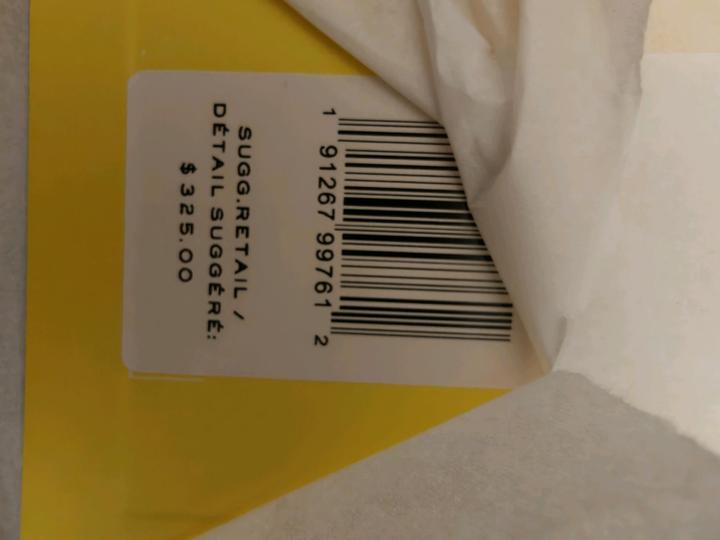 1 91267 99761 2
SUGG.RETAIL /
DÉTAIL SUGGÉRÉ:
$ 325.00